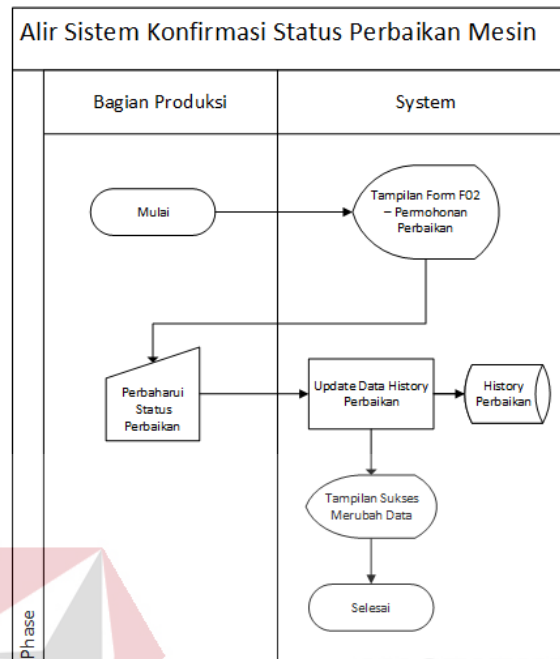 Alir Sistem Konfirmasi Status Perbaikan Mesin
Bagian Produksi
System
Mulai
Tampilan Form F02
– Permohonan
Perbaikan
Perbaharui
Status
Perbaikan
Update Data History
Perbaikan
History
Perbaikan
Tampilan Sukses
Merubah Data
Selesai
Phase